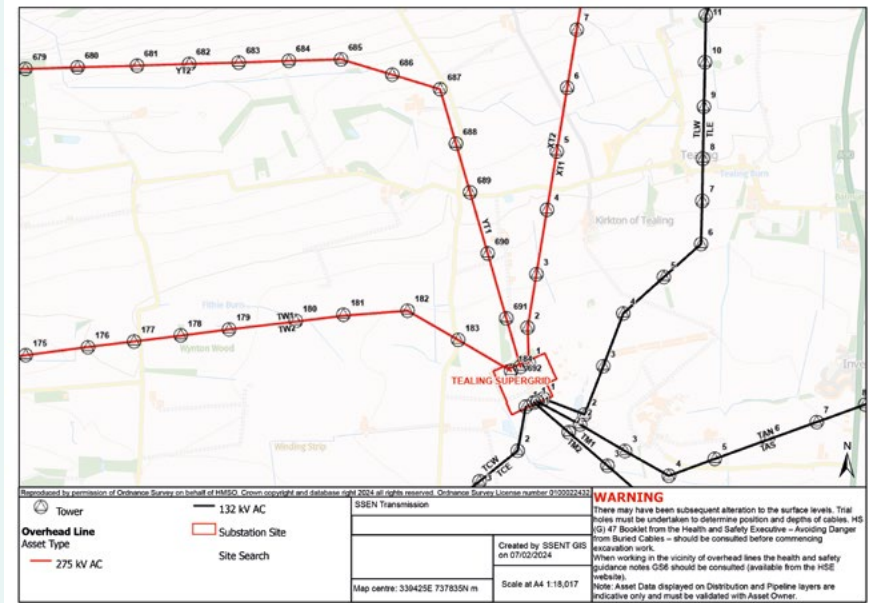 679
680
681
682
683
684
685
686
687
688
689
690
691
YT2
YT1
7
6
5
4
3
2
1
XT2
XT1
11
10
9
8
7
6
5
4
3
2
TLW
TLE
Tealing
Tealing Burn
Kirkton of Tealing
175
176
177
178
179
180
181
182
183
184
692
TW1
TW2
Fithie Burn
Wynton Wood
TEALING SUPERGRID
Inve
Winding Strip
2
TCW
TCE
TM1
TM2
3
3
4
5
TAN 6
TAS
7
8
N
Reproduced by permission of Ordnance Survey on behalf of HMSO. Crown copyright and database right 2024 all rights reserved. Ordnance Survey License number 0100022432
Tower
132 kV AC
Overhead Line
Asset Type
Substation Site
Site Search
275 kV AC
SSEN Transmission
Created by SSENT GIS
on 07/02/2024
Map centre: 339425E 737835N m
Scale at A4 1:18,017
WARNING
There may have been subsequent alteration to the surface levels. Trial
holes must be undertaken to determine position and depths of cables. HS
(G) 47 Booklet from the Health and Safety Executive – Avoiding Danger
from Buried Cables – should be consulted before commencing
excavation work.
When working in the vicinity of overhead lines the health and safety
guidance notes GS6 should be consulted (available from the HSE
website).
Note: Asset Data displayed on Distribution and Pipeline layers are
indicative only and must be validated with Asset Owner.